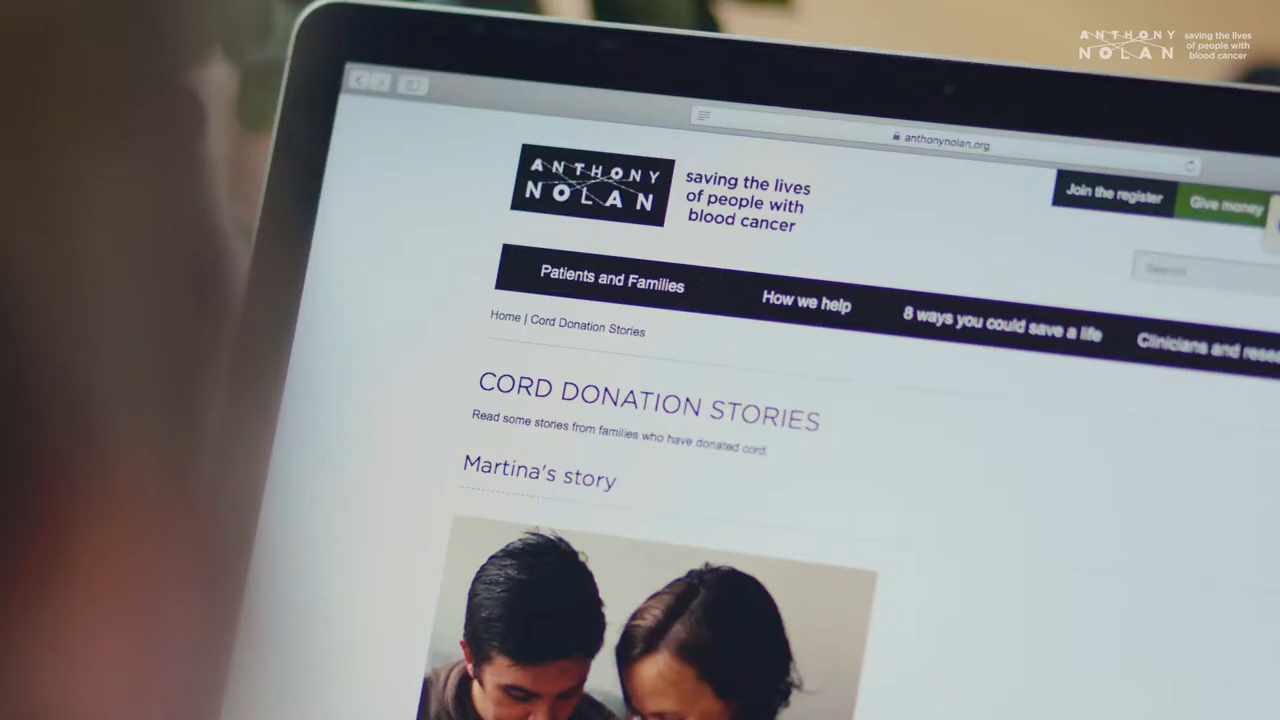 ANTHONY
NOLAN
saving the lives
of people with
blood cancer
anthonynolan.org
ANTHONY
NOLAN
saving the lives
of people with
blood cancer
Join the register
Give money
Search
Patients and Families
How we help
8 ways you could save a life
Clinicians and
Home | Cord Donation Stories
CORD DONATION STORIES
Read some stories from families who have donated cord.
Martina's story